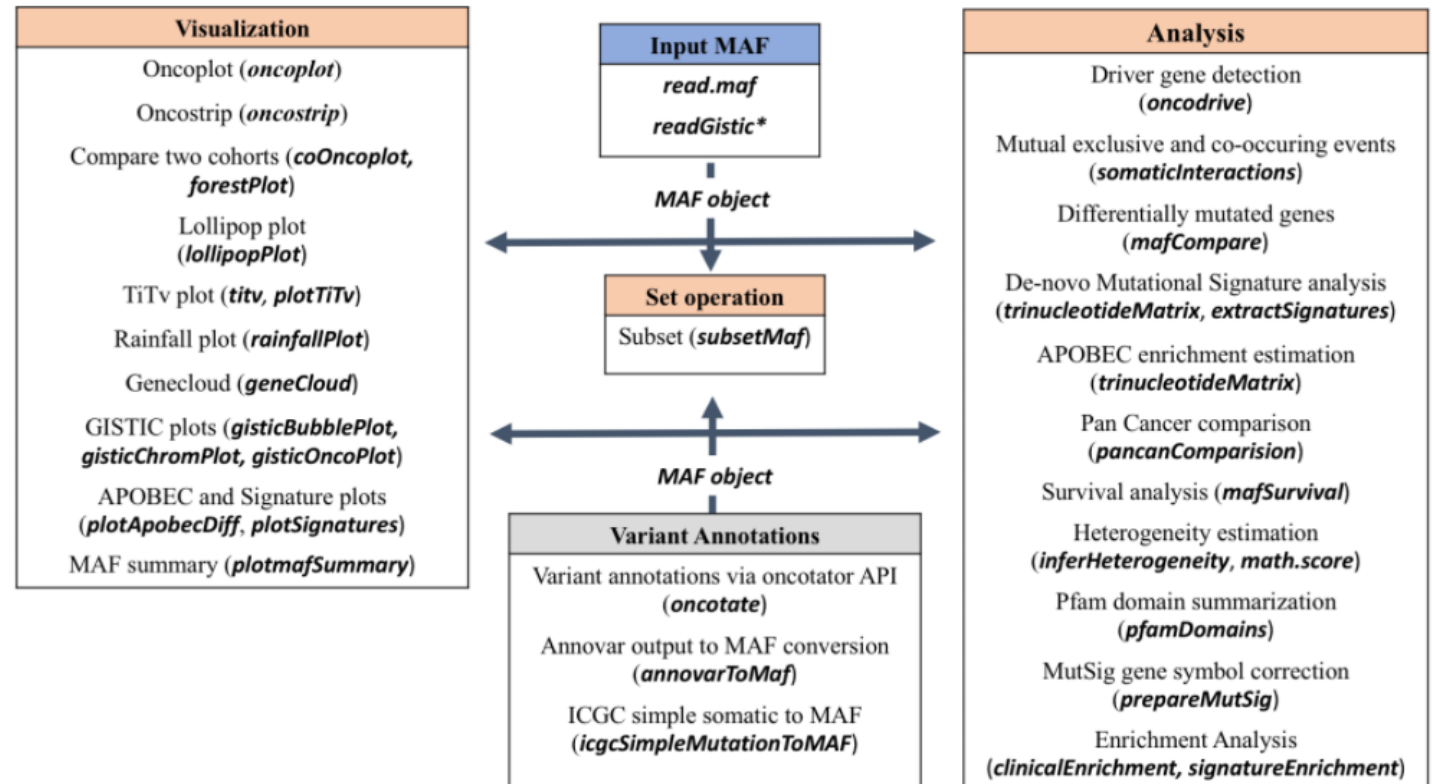 Visualization
Oncoplot (oncoplot)
Oncostrip (oncostrip)
Compare two cohorts (coOncoplot,
forestPlot)
Lollipop plot
(lollipopPlot)
TiTv plot (titv, plotTiTv)
Rainfall plot (rainfallPlot)
Genecloud (geneCloud)
GISTIC plots (gisticBubblePlot,
gisticChromPlot, gisticOncoPlot)
APOBEC and Signature plots
(plotApobecDiff, plotSignatures)
MAF summary (plotmafSummary)
Input MAF
read.maf
readGistic*
MAF object
Set operation
Subset (subsetMaf)
MAF object
Variant Annotations
Variant annotations via oncotator API
(oncotate)
Annovar output to MAF conversion
(annovarToMaf)
ICGC simple somatic to MAF
(icgcSimpleMutationToMAF)
Analysis
Driver gene detection
(oncodrive)
Mutual exclusive and co-occuring events
(somaticInteractions)
Differentially mutated genes
(mafCompare)
De-novo Mutational Signature analysis
(trinucleotideMatrix, extractSignatures)
APOBEC enrichment estimation
(trinucleotideMatrix)
Pan Cancer comparison
(pancanComparision)
Survival analysis (mafSurvival)
Heterogeneity estimation
(inferHeterogeneity, math.score)
Pfam domain summarization
(pfamDomains)
MutSig gene symbol correction
(prepareMutSig)
Enrichment Analysis
(clinicalEnrichment, signatureEnrichment)